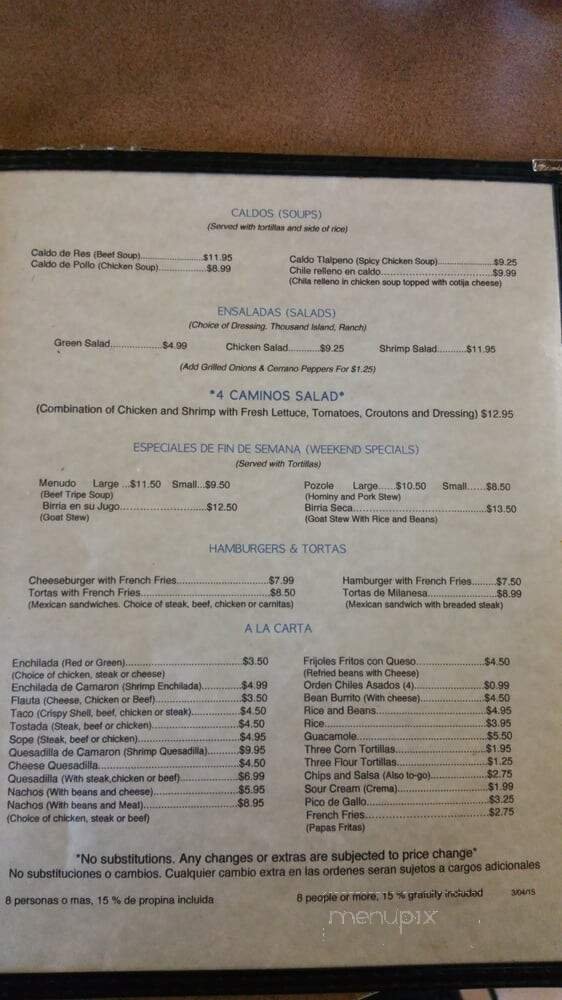 CALDOS (SOUPS)
(Served with tortillas and side of rice)
Caldo de Res (Beef Soup)....................$11.95
Caldo de Pollo (Chicken Soup)...............$8.99
Caldo Tlalpeno (Spicy Chicken Soup).....................$9.25
Chile relleno en caldo................................$9.99
(Chila relleno in chicken soup topped with cotija cheese)
ENSALADAS (SALADS)
(Choice of Dressing. Thousand Island, Ranch)
Green Salad.................$4.99
Chicken Salad...........$9.25
Shrimp Salad..........$11.95
(Add Grilled Onions & Cerrano Peppers For $1.25)
*4 CAMINOS SALAD*
(Combination of Chicken and Shrimp with Fresh Lettuce, Tomatoes, Croutons and Dressing) $12.95
ESPECIALES DE FIN DE SEMANA (WEEKEND SPECIALS)
(Served with Tortillas)
Menudo Large ...$11.50 Small...$9.50
(Beef Tripe Soup)
Birria en su Jugo.........................$12.50
(Goat Stew)
Pozole Large......$10.50 Small......$8.50
(Hominy and Pork Stew)
Birria Seca..............................................$13.50
(Goat Stew With Rice and Beans)
HAMBURGERS & TORTAS
Cheeseburger with French Fries..........................$7.99
Tortas with French Fries.....................................$8.50
(Mexican sandwiches. Choice of steak, beef, chicken or carnitas)
Hamburger with French Fries........$7.50
Tortas de Milanesa........................$8.99
(Mexican sandwich with breaded steak)
A LA CARTA
Enchilada (Red or Green).................................$3.50
(Choice of chicken, steak or cheese)
Enchilada de Camaron (Shrimp Enchilada)............$4.99
Flauta (Cheese, Chicken or Beef)........................$3.50
Taco (Crispy Shell, beef, chicken or steak)..............$4.50
Tostada (Steak, beef or chicken)........................$4.50
Sope (Steak, beef or chicken)............................$4.95
Quesadilla de Camaron (Shrimp Quesadilla).........$9.95
Cheese Quesadilla........................................$4.50
Quesadilla (With steak,chicken or beef)................$6.99
Nachos (With beans and cheese).......................$5.95
Nachos (With beans and Meat)..........................$8.95
(Choice of chicken, steak or beef)
Frijoles Fritos con Queso...................$4.50
(Refried beans with Cheese)
Orden Chiles Asados (4)....................$0.99
Bean Burrito (With cheese)..................$4.50
Rice and Beans...............................$4.95
Rice............................................$3.95
Guacamole...................................$5.50
Three Corn Tortillas.........................$1.95
Three Flour Tortillas.........................$1.25
Chips and Salsa (Also to-go)...............$2.75
Sour Cream (Crema).........................$1.99
Pico de Gallo..................................$3.25
French Fries...................................$2.75
(Papas Fritas)
*No substitutions. Any changes or extras are subjected to price change*
No substituciones o cambios. Cualquier cambio extra en las ordenes seran sujetos a cargos adicionales
8 personas o mas, 15 % de propina incluida
8 people or more, 15 % gratuity included
3/04/15
menupix